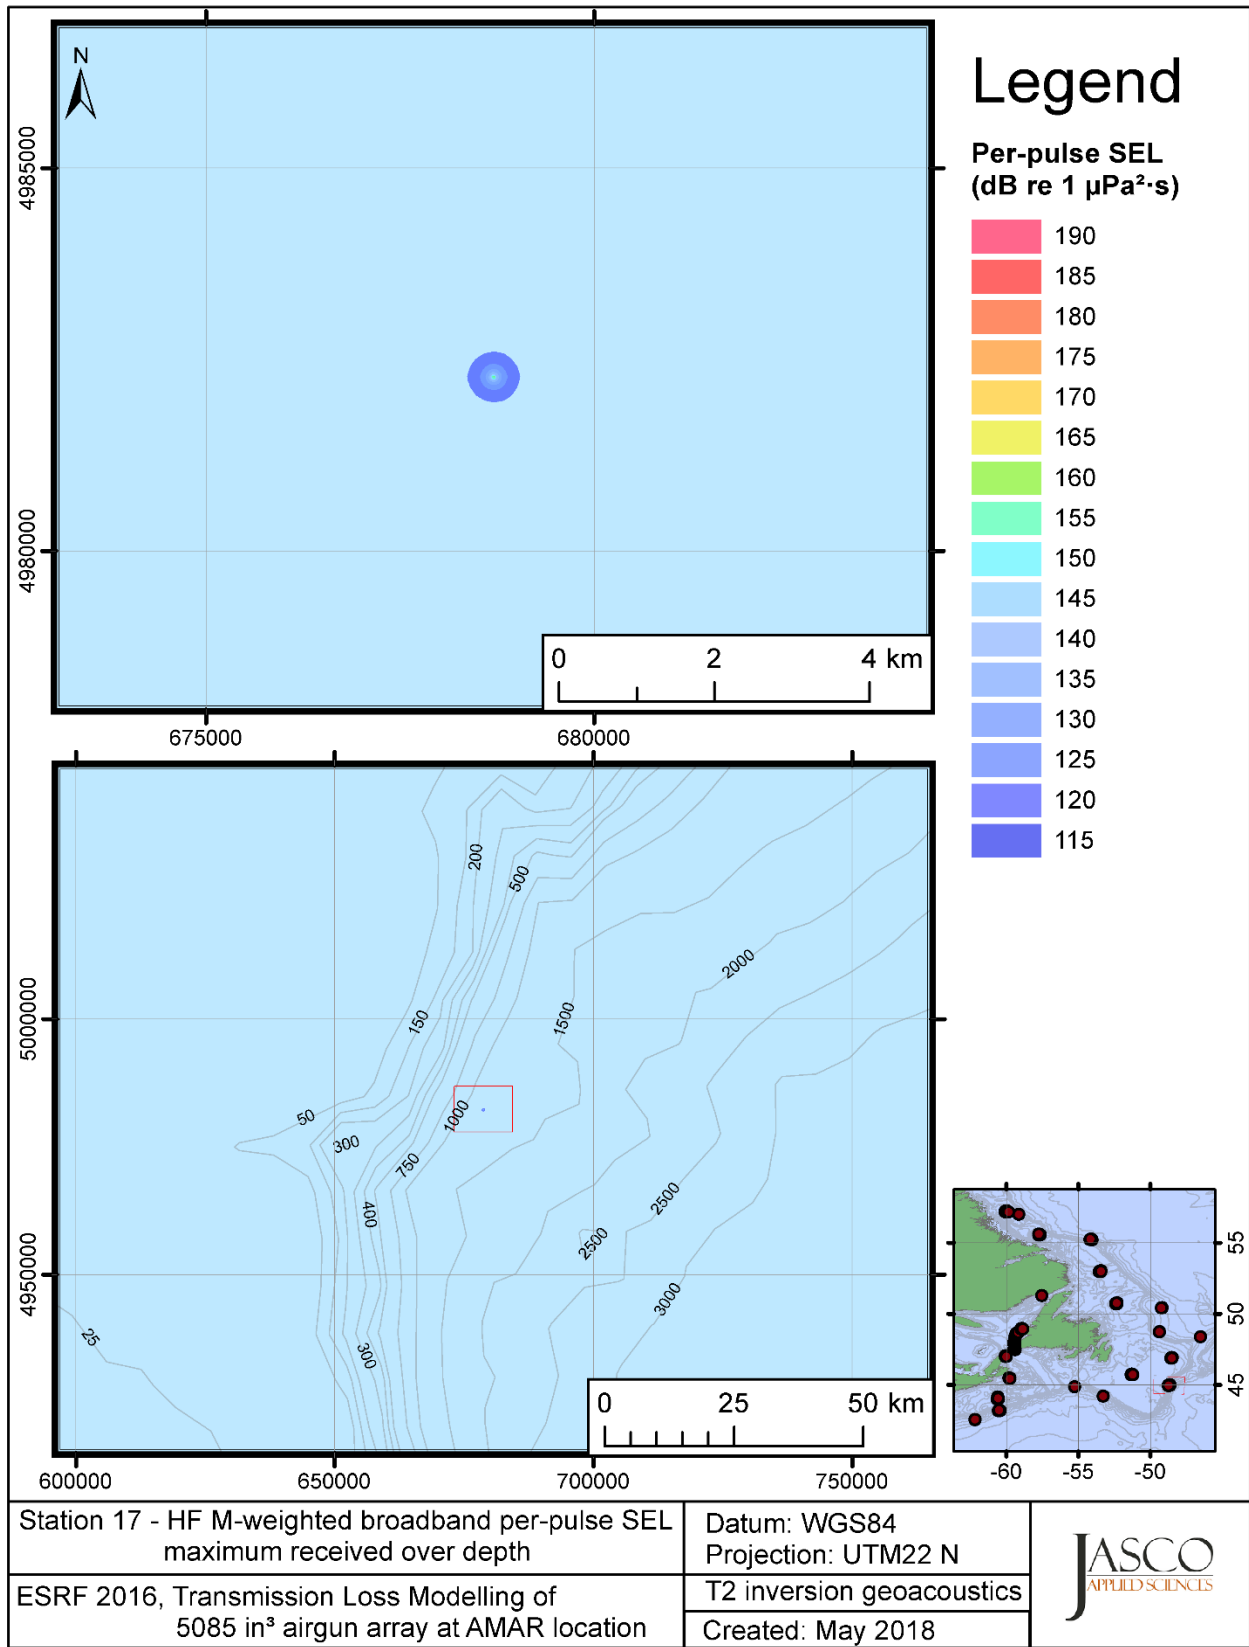 N
4985000
4980000
0 2 4 km
675000 680000
Legend
Per-pulse SEL
(dB re 1 µPa²·s)
190
185
180
175
170
165
160
155
150
145
140
135
130
125
120
115
200
500
2000
150
1500
50
300
1000
750
400
2500
2500
3000
300
25
5000000
4950000
0 25 50 km
600000 650000 700000 750000
55
50
45
-60 -55 -50
Station 17 - HF M-weighted broadband per-pulse SEL
maximum received over depth
ESRF 2016, Transmission Loss Modelling of
5085 in³ airgun array at AMAR location
Datum: WGS84
Projection: UTM22 N
T2 inversion geoacoustics
Created: May 2018
JASCO
APPLIED SCIENCES